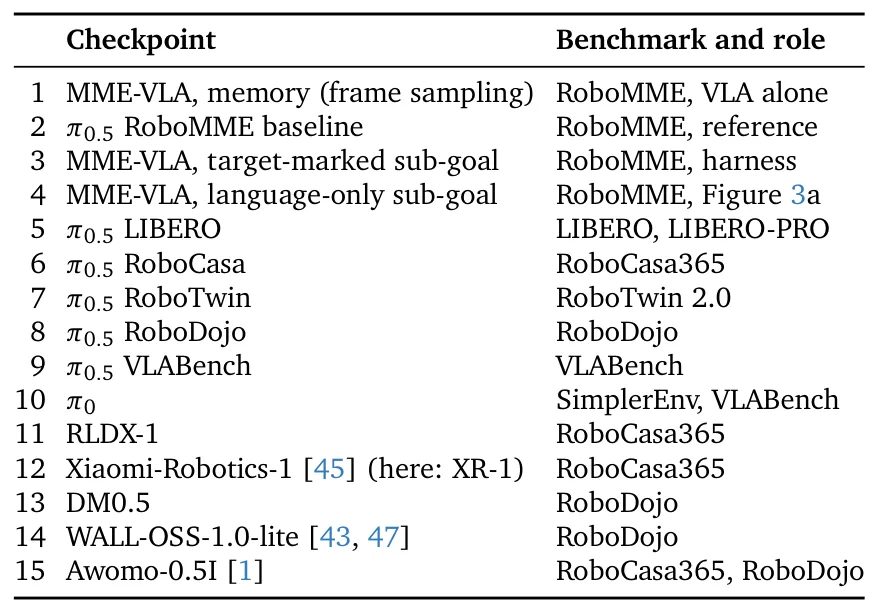 Checkpoint Benchmark and role
1 MME-VLA, memory (frame sampling) RoboMME, VLA alone
2 π0.5 RoboMME baseline RoboMME, reference
3 MME-VLA, target-marked sub-goal RoboMME, harness
4 MME-VLA, language-only sub-goal RoboMME, Figure 3a
5 π0.5 LIBERO LIBERO, LIBERO-PRO
6 π0.5 RoboCasa RoboCasa365
7 π0.5 RoboTwin RoboTwin 2.0
8 π0.5 RoboDojo RoboDojo
9 π0.5 VLABench VLABench
10 π0 SimplerEnv, VLABench
11 RLDX-1 RoboCasa365
12 Xiaomi-Robotics-1 [45] (here: XR-1) RoboCasa365
13 DM0.5 RoboDojo
14 WALL-OSS-1.0-lite [43, 47] RoboDojo
15 Awomo-0.5I [1] RoboCasa365, RoboDojo